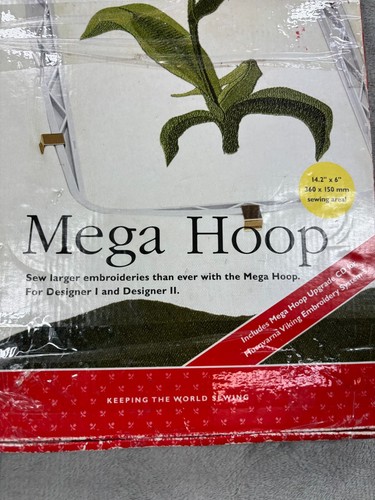 14.2" x 6"
360 x 150 mm
sewing area!
Mega Hoop
Sew larger embroideries than ever with the Mega Hoop.
For Designer I and Designer II.
Includes Mega Hoop Upgrade CD
Husqvarna Viking Embroidery
KEEPING THE WORLD SEWING